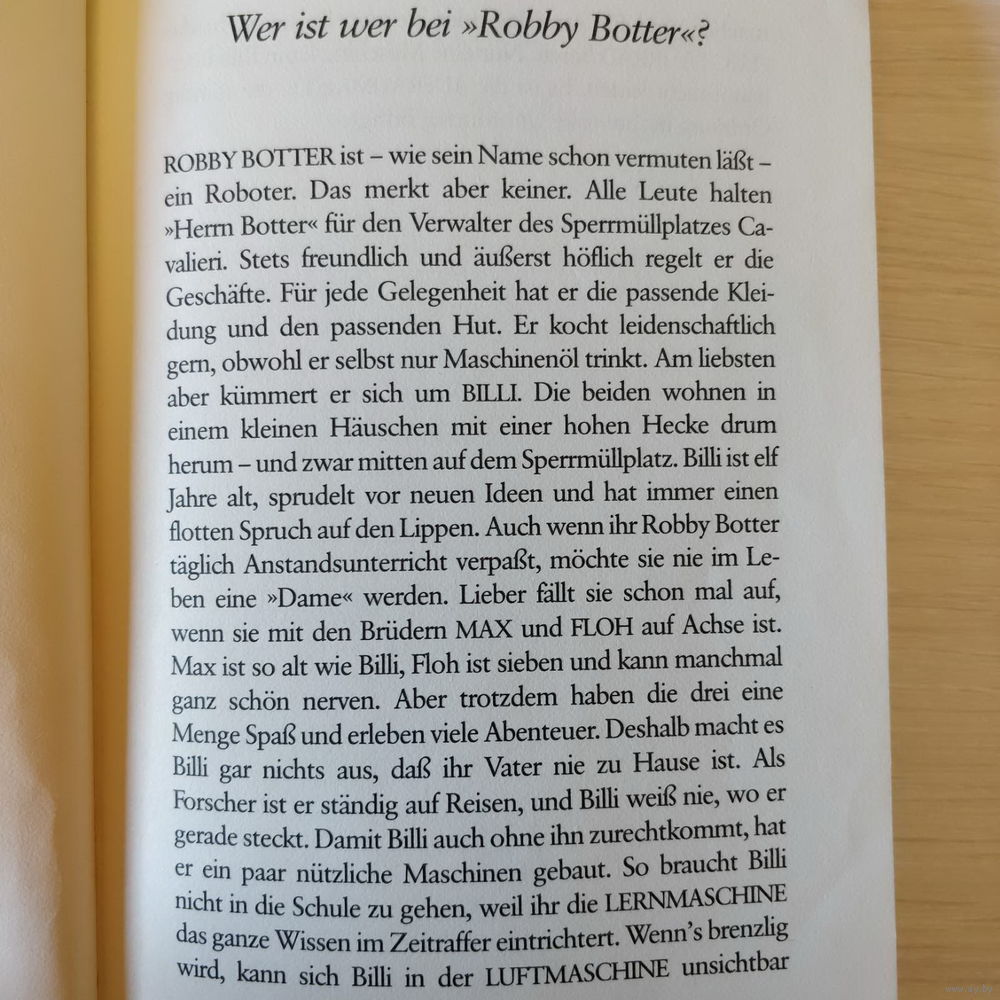 Wer ist wer bei »Robby Botter«?
ROBBY BOTTER ist – wie sein Name schon vermuten läßt –
ein Roboter. Das merkt aber keiner. Alle Leute halten
»Herrn Botter« für den Verwalter des Sperrmüllplatzes Ca-
valieri. Stets freundlich und äußerst höflich regelt er die
Geschäfte. Für jede Gelegenheit hat er die passende Klei-
dung und den passenden Hut. Er kocht leidenschaftlich
gern, obwohl er selbst nur Maschinenöl trinkt. Am liebsten
aber kümmert er sich um BILLI. Die beiden wohnen in
einem kleinen Häuschen mit einer hohen Hecke drum
herum – und zwar mitten auf dem Sperrmüllplatz. Billi ist elf
Jahre alt, sprudelt vor neuen Ideen und hat immer einen
flotten Spruch auf den Lippen. Auch wenn ihr Robby Botter
täglich Anstandsunterricht verpaßt, möchte sie nie im Le-
ben eine »Dame« werden. Lieber fällt sie schon mal auf,
wenn sie mit den Brüdern MAX und FLOH auf Achse ist.
Max ist so alt wie Billi, Floh ist sieben und kann manchmal
ganz schön nerven. Aber trotzdem haben die drei eine
Menge Spaß und erleben viele Abenteuer. Deshalb macht es
Billi gar nichts aus, daß ihr Vater nie zu Hause ist. Als
Forscher ist er ständig auf Reisen, und Billi weiß nie, wo er
gerade steckt. Damit Billi auch ohne ihn zurechtkommt, hat
er ein paar nützliche Maschinen gebaut. So braucht Billi
nicht in die Schule zu gehen, weil ihr die LERNMASCHINE
das ganze Wissen im Zeitraffer eintrichtert. Wenn's brenzlig
wird, kann sich Billi in der LUFTMASCHINE unsichtbar